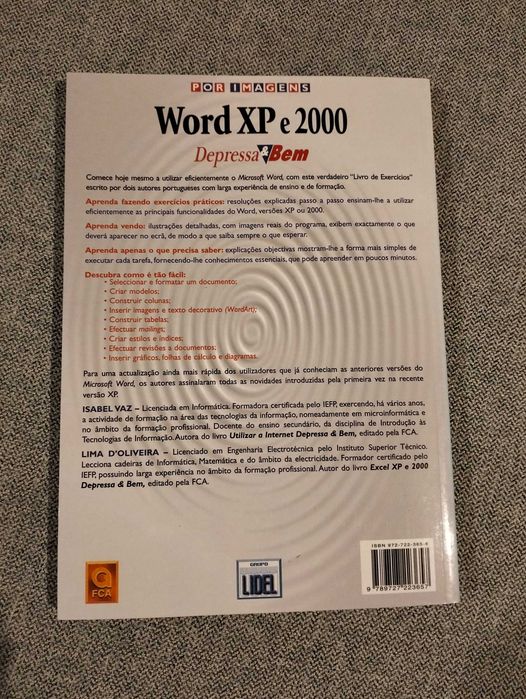 POR IMAGENS
Word XP e 2000
Depressa & Bem
Comece hoje mesmo a utilizar eficientemente o Microsoft Word, com este verdadeiro "Livro de Exercícios"
escrito por dois autores portugueses com larga experiência de ensino e de formação.
Aprenda fazendo exercícios práticos: resoluções explicadas passo a passo ensinam-lhe a utilizar
eficientemente as principais funcionalidades do Word, versões XP ou 2000.
Aprenda vendo: ilustrações detalhadas, com imagens reais do programa, exibem exactamente o que
deverá aparecer no ecrã, de modo a que saiba sempre o que esperar.
Aprenda apenas o que precisa saber: explicações objectivas mostram-lhe a forma mais simples de
executar cada tarefa, fornecendo-lhe conhecimentos essenciais, que pode apreender em poucos minutos.
Descubra como é tão fácil:
• Seleccionar e formatar um documento;
• Criar modelos;
• Construir colunas;
• Inserir imagens e texto decorativo (WordArt);
• Construir tabelas;
• Efectuar mailings;
• Criar estilos e índices;
• Efectuar revisões a documentos;
• Inserir gráficos, folhas de cálculo e diagramas.
Para uma actualização ainda mais rápida dos utilizadores que já conheciam as anteriores versões do
Microsoft Word, os autores assinalaram todas as novidades introduzidas pela primeira vez na recente
versão XP.
ISABEL VAZ – Licenciada em Informática. Formadora certificada pelo IEFP, exercendo, há vários anos,
a actividade de formação na área das tecnologias da informação, nomeadamente em microinformática e
no âmbito da formação profissional. Docente do ensino secundário, da disciplina de Introdução às
Tecnologias de Informação. Autora do livro Utilizar a Internet Depressa & Bem, editado pela FCA.
LIMA D'OLIVEIRA – Licenciado em Engenharia Electrotécnica pelo Instituto Superior Técnico.
Lecciona cadeiras de Informática, Matemática e do âmbito da electricidade. Formador certificado pelo
IEFP, possuindo larga experiência no âmbito da formação profissional. Autor do livro Excel XP e 2000
Depressa & Bem, editado pela FCA.
ISBN 972-722-365-6
FCA
GRUPO
LIDEL
9 789727 223657